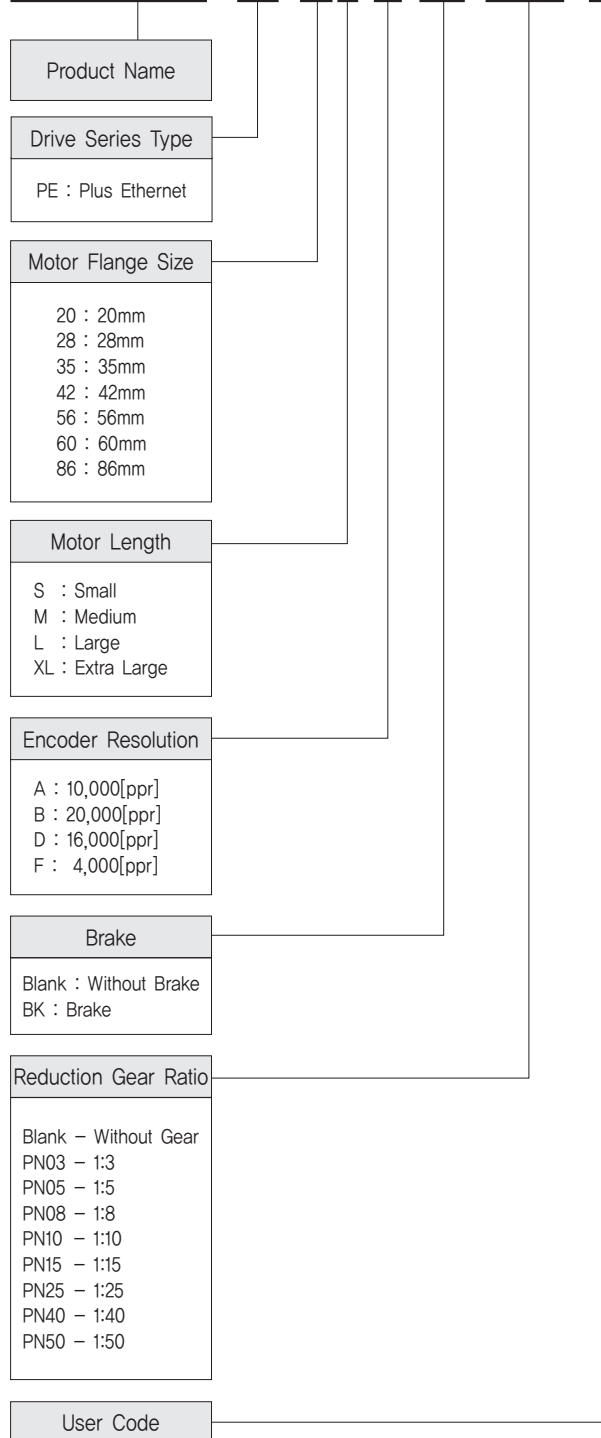 Product Name
Drive Series Type
PE : Plus Ethernet
Motor Flange Size
20 : 20mm
28 : 28mm
35 : 35mm
42 : 42mm
56 : 56mm
60 : 60mm
86 : 86mm
Motor Length
S : Small
M : Medium
L : Large
XL : Extra Large
Encoder Resolution
A : 10,000[ppr]
B : 20,000[ppr]
D : 16,000[ppr]
F : 4,000[ppr]
Brake
Blank : Without Brake
BK : Brake
Reduction Gear Ratio
Blank – Without Gear
PN03 – 1:3
PN05 – 1:5
PN08 – 1:8
PN10 – 1:10
PN15 – 1:15
PN25 – 1:25
PN40 – 1:40
PN50 – 1:50
User Code